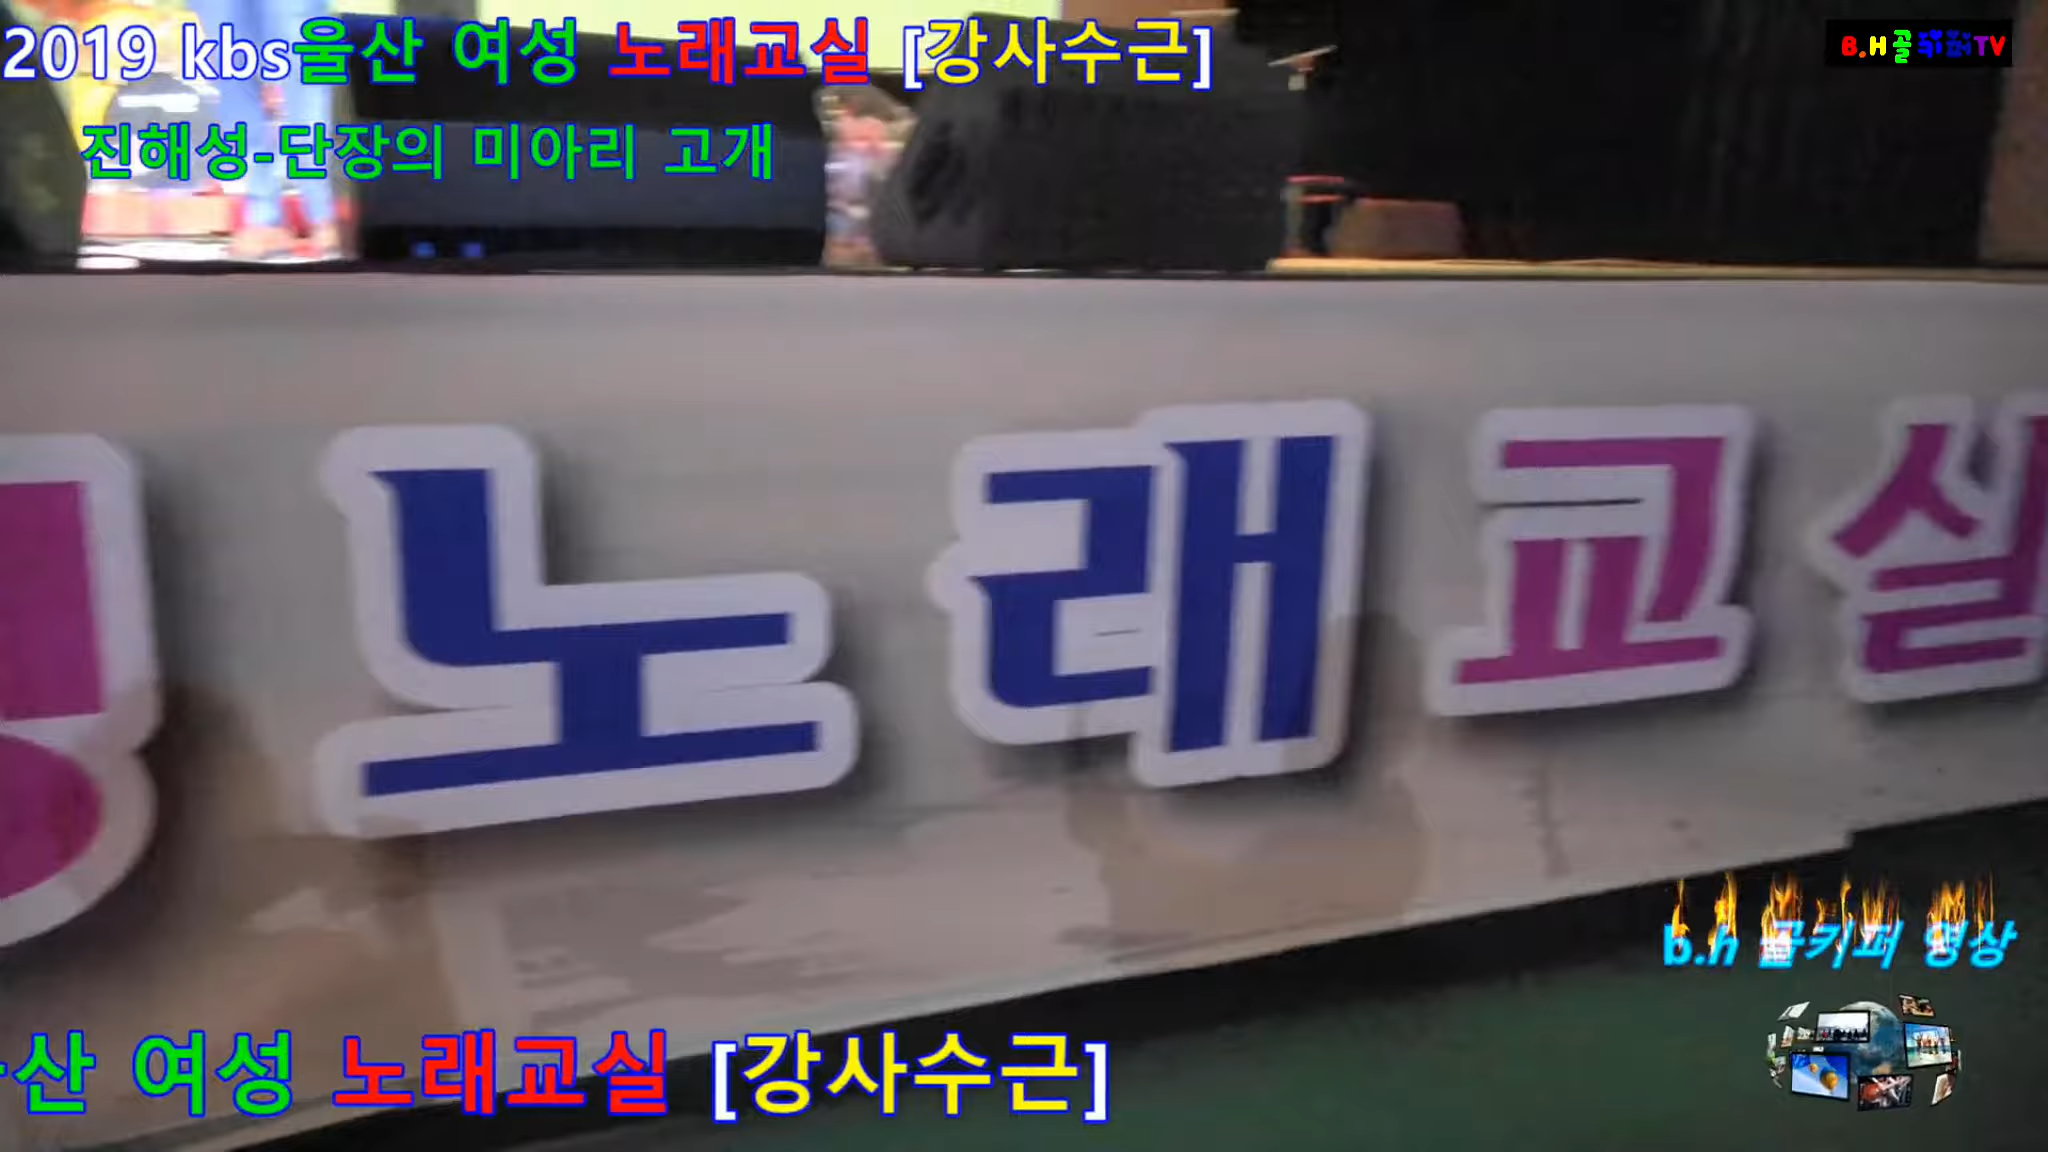 2019 kbs울산 여성 노래교실 [강사수근]
B.H골키퍼TV
진해성-단장의 미아리 고개
노래교실
b.h 골키퍼 영상
산 여성 노래교실 [강사수근]